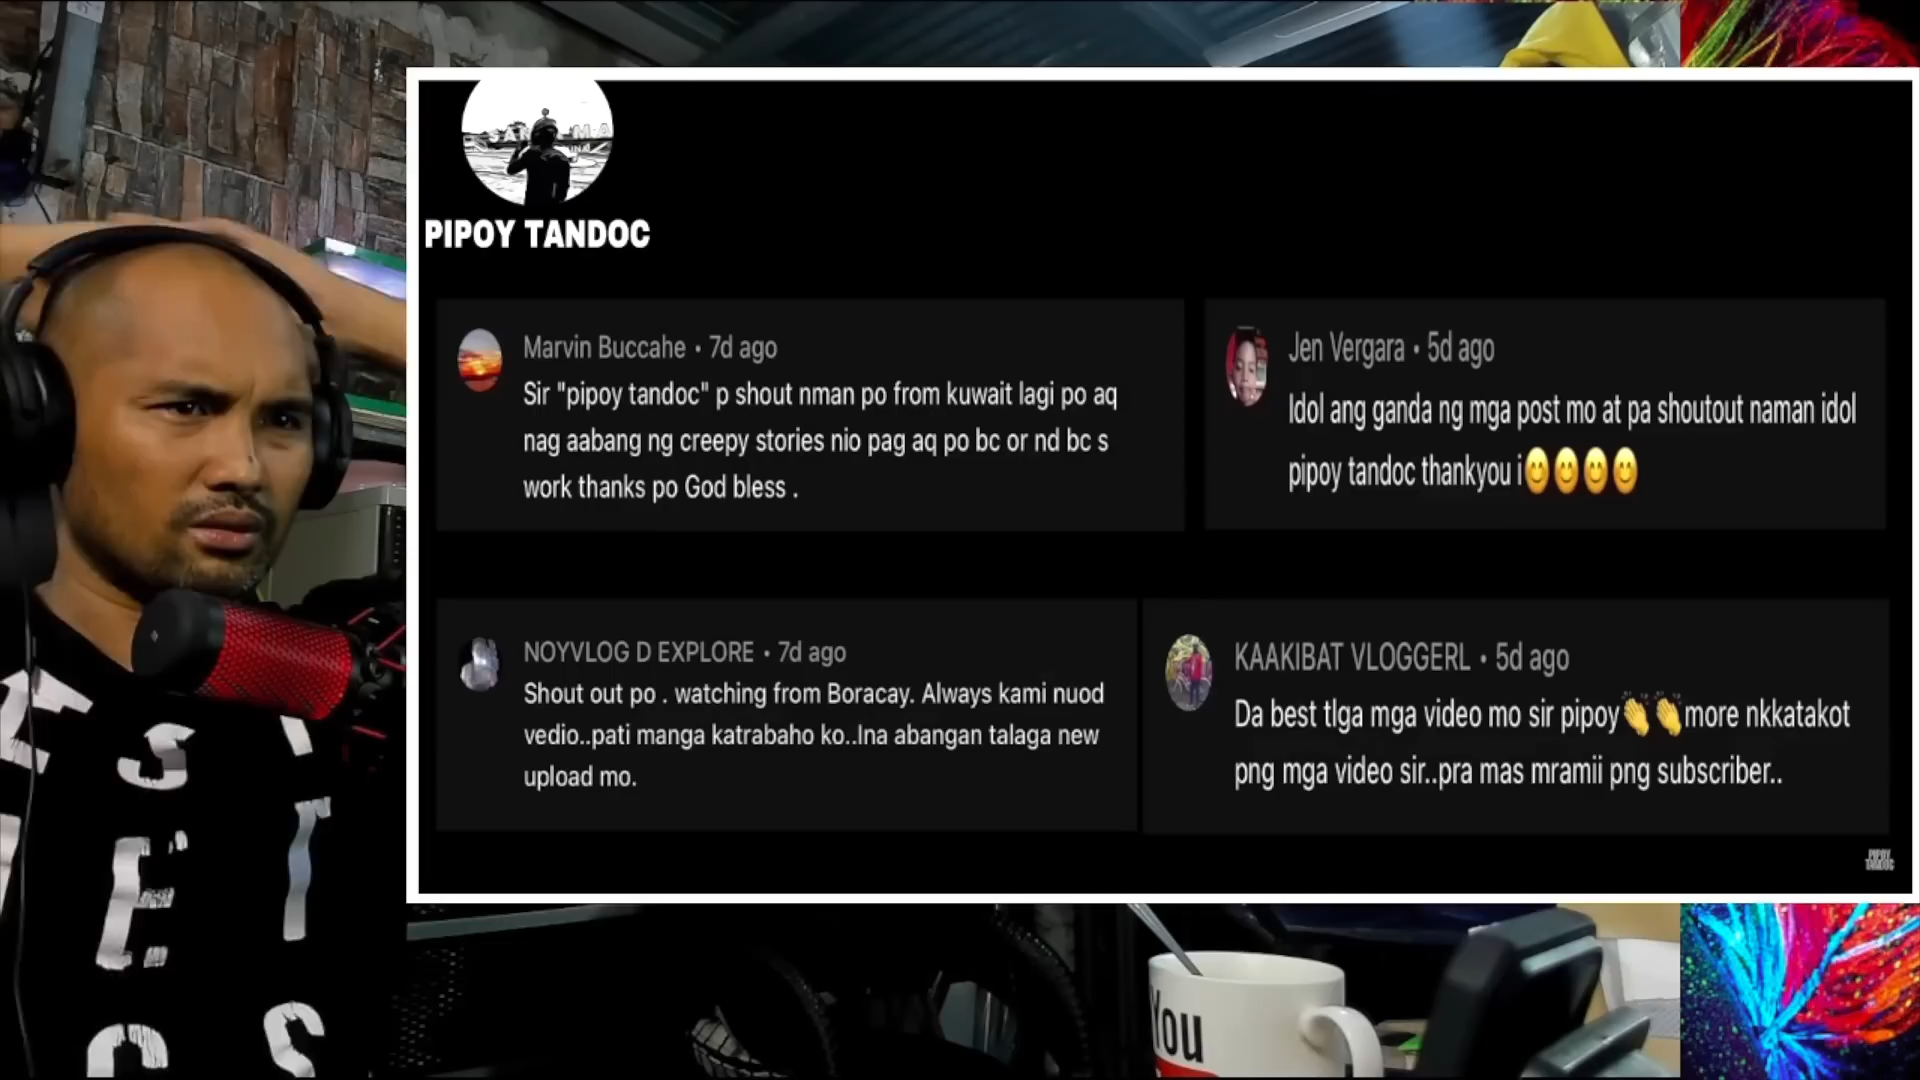 PIPOY TANDOC
Marvin Buccahe • 7d ago
Sir "pipoy tandoc" p shout nman po from kuwait lagi po aq
nag aabang ng creepy stories nio pag aq po bc or nd bc s
work thanks po God bless .
Jen Vergara • 5d ago
Idol ang ganda ng mga post mo at pa shoutout naman idol
pipoy tandoc thankyou i😊😊😊😊
NOYVLOG D EXPLORE • 7d ago
Shout out po . watching from Boracay. Always kami nuod
vedio..pati manga katrabaho ko..Ina abangan talaga new
upload mo.
KAAKIBAT VLOGGERL • 5d ago
Da best tlga mga video mo sir pipoy👏👏more nkkatakot
png mga video sir..pra mas mramii png subscriber..
PIPOY
TANDOC
You